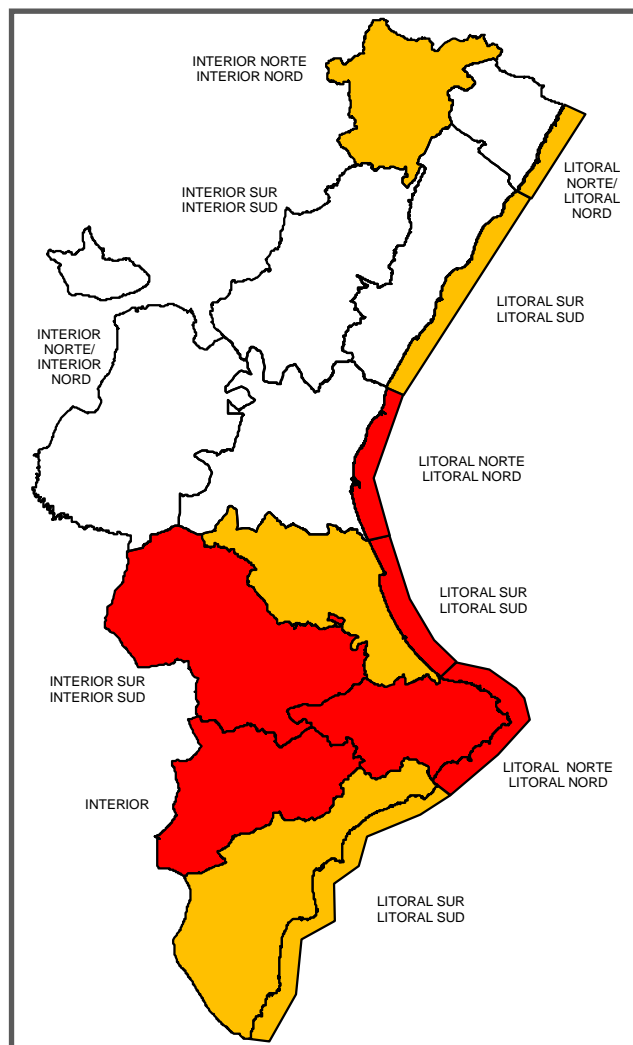 INTERIOR NORTE
INTERIOR NORD
LITORAL
NORTE/
LITORAL
NORD
INTERIOR SUR
INTERIOR SUD
LITORAL SUR
LITORAL SUD
INTERIOR
NORTE/
INTERIOR
NORD
LITORAL NORTE
LITORAL NORD
LITORAL SUR
LITORAL SUD
INTERIOR SUR
INTERIOR SUD
LITORAL NORTE
LITORAL NORD
INTERIOR
LITORAL SUR
LITORAL SUD